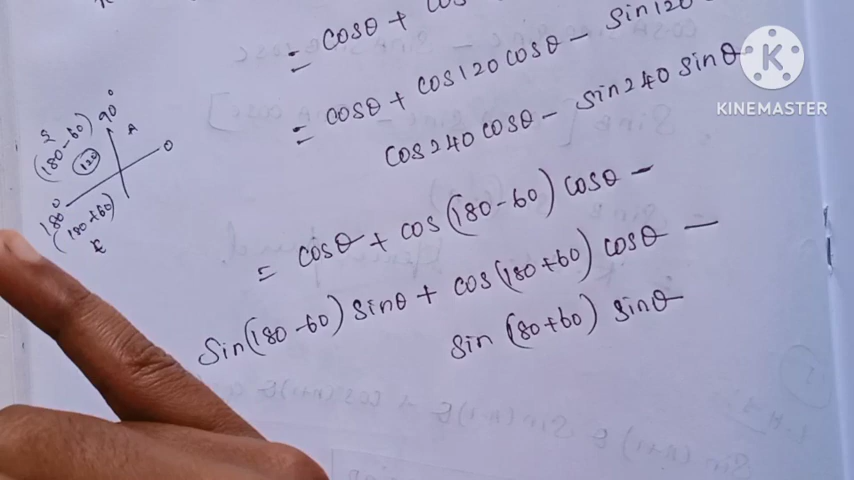 = cosθ + cos
= cosθ + cos120 cosθ - sin120
cos240 cosθ - sin240 sinθ
= cosθ + cos(180-60) cosθ -
sin(180-60) sinθ + cos(180+60) cosθ -
sin (80+60) sinθ
90°
S
A
(180-60)
120
0
180°
(180+60)
t
KINEMASTER